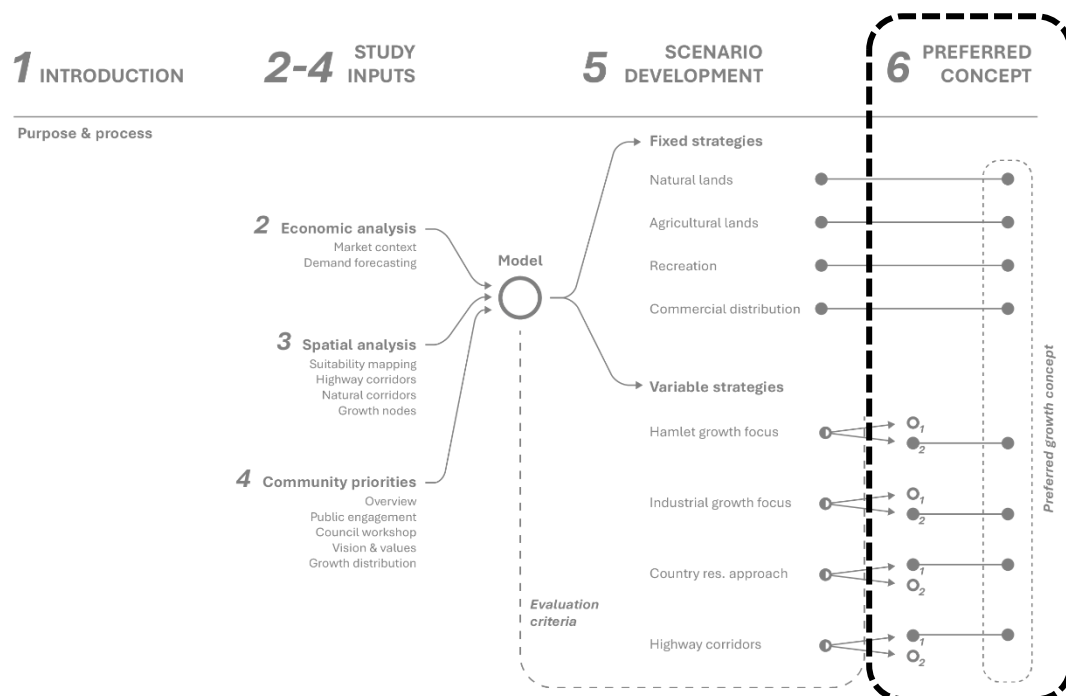 1 INTRODUCTION
2-4 STUDY
INPUTS
5 SCENARIO
DEVELOPMENT
6 PREFERRED
CONCEPT
Purpose & process
2 Economic analysis
Market context
Demand forecasting
3 Spatial analysis
Suitability mapping
Highway corridors
Natural corridors
Growth nodes
4 Community priorities
Overview
Public engagement
Council workshop
Vision & values
Growth distribution
Model
Evaluation
criteria
Fixed strategies
Natural lands
Agricultural lands
Recreation
Commercial distribution
Variable strategies
Hamlet growth focus
1
2
Industrial growth focus
1
2
Country res. approach
1
2
Highway corridors
1
2
Preferred growth concept